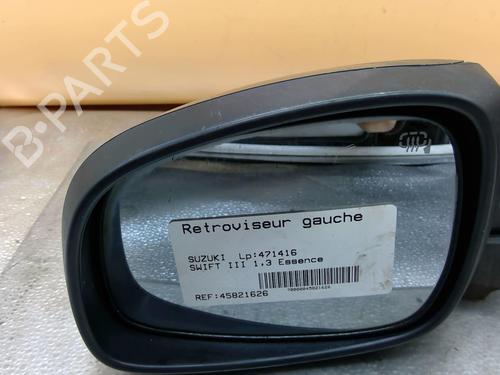 B-PARTS
Retroviseur gauche
SUZUKI Lp:471416
SWIFT III 1.3 Essence
REF:45821626